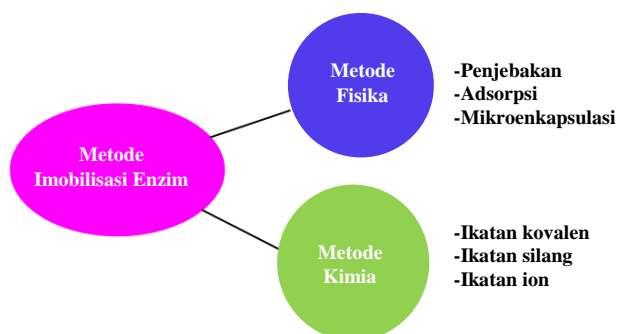 Metode
Imobilisasi Enzim
Metode
Fisika
-Penjebakan
-Adsorpsi
-Mikroenkapsulasi
Metode
Kimia
-Ikatan kovalen
-Ikatan silang
-Ikatan ion